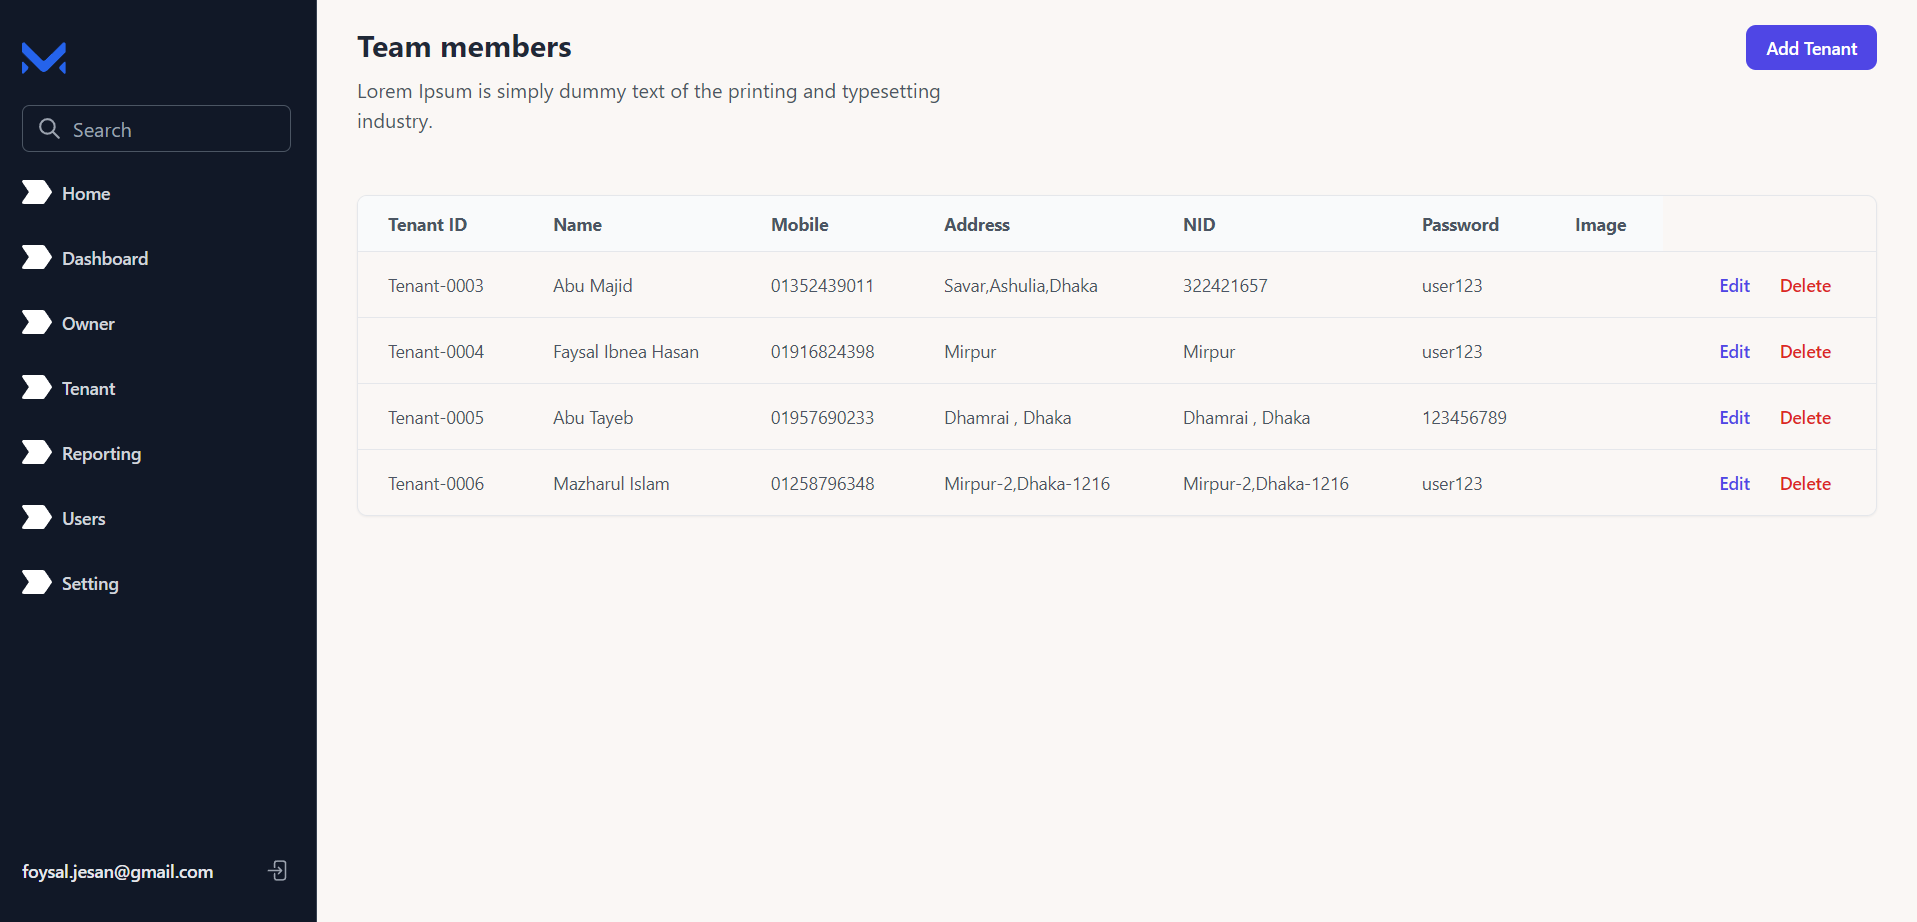 Search
Home
Dashboard
Owner
Tenant
Reporting
Users
Setting
foysal.jesan@gmail.com
Team members
Lorem Ipsum is simply dummy text of the printing and typesetting
industry.
Add Tenant
Tenant ID Name Mobile Address NID Password Image
Tenant-0003 Abu Majid 01352439011 Savar,Ashulia,Dhaka 322421657 user123 Edit Delete
Tenant-0004 Faysal Ibnea Hasan 01916824398 Mirpur Mirpur user123 Edit Delete
Tenant-0005 Abu Tayeb 01957690233 Dhamrai , Dhaka Dhamrai , Dhaka 123456789 Edit Delete
Tenant-0006 Mazharul Islam 01258796348 Mirpur-2,Dhaka-1216 Mirpur-2,Dhaka-1216 user123 Edit Delete